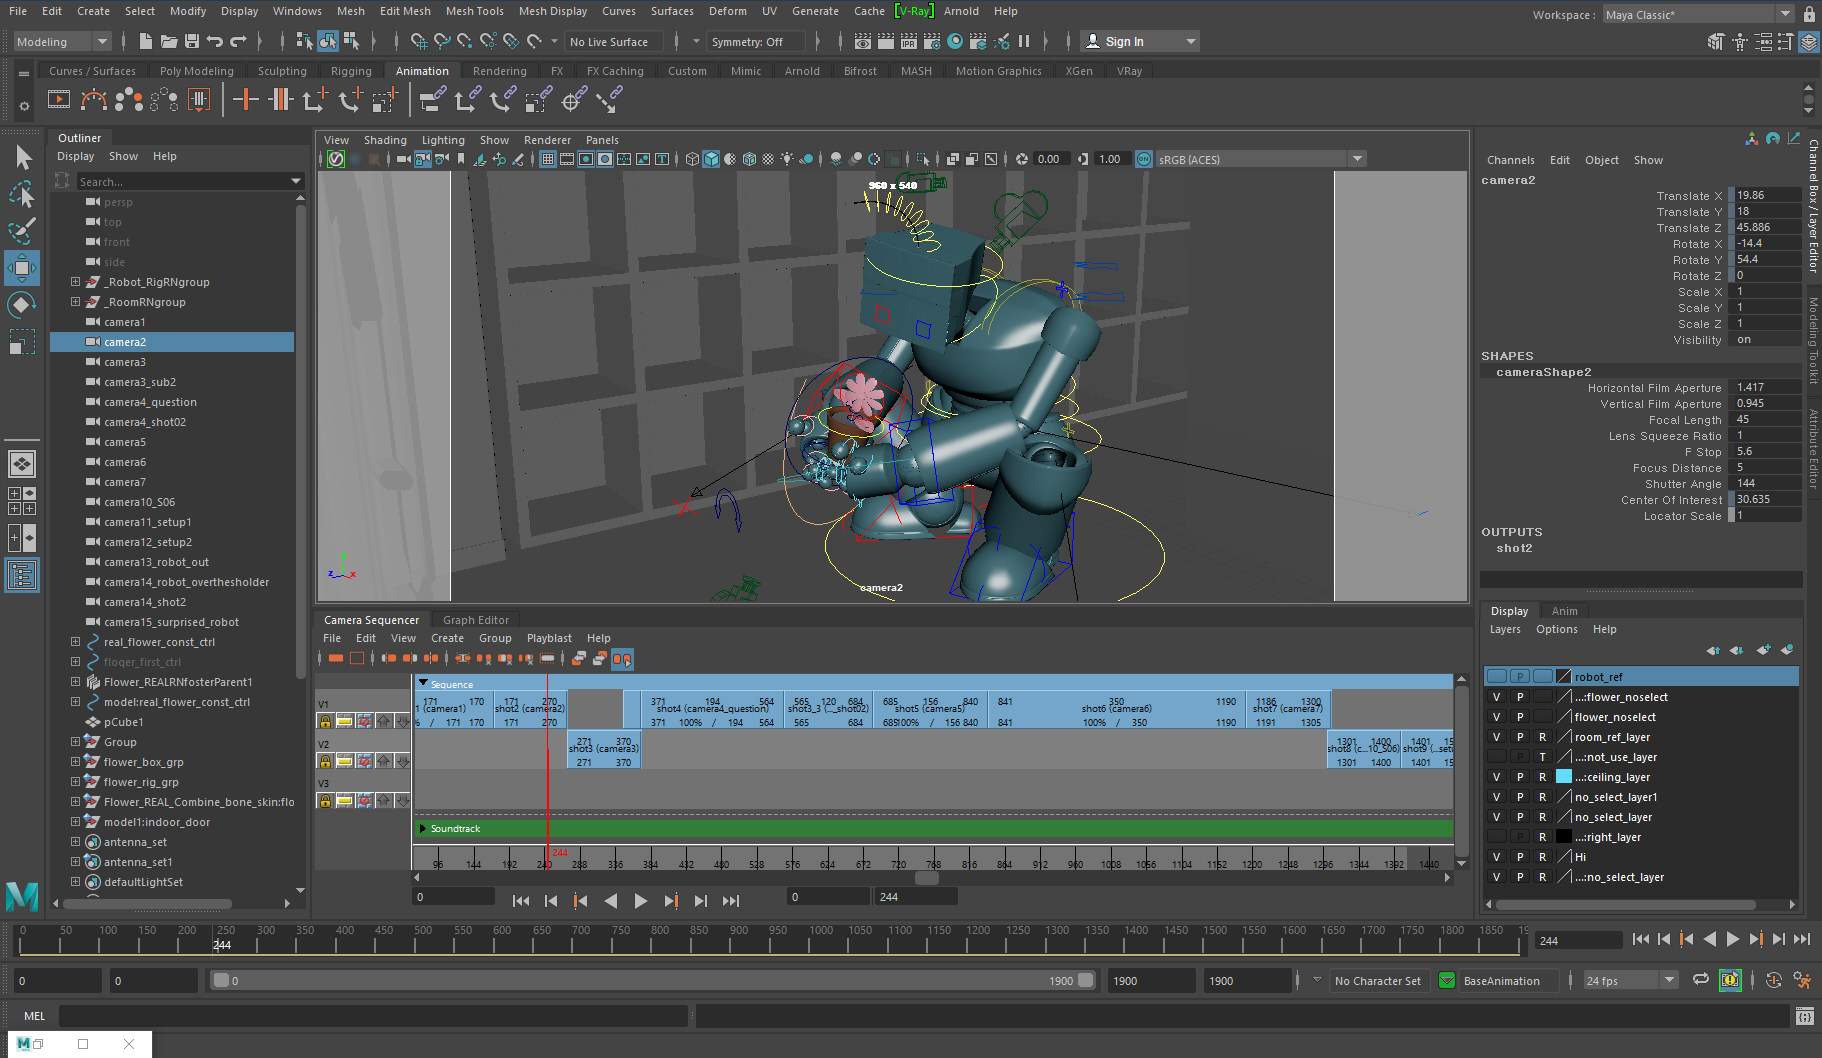 File Edit Create Select Modify Display Windows Mesh Edit Mesh Mesh Tools Mesh Display Curves Surfaces Deform UV Generate Cache [V-Ray] Arnold Help
Workspace : Maya Classic*
Modeling No Live Surface Symmetry: Off IPR Sign In
Curves / Surfaces Poly Modeling Sculpting Rigging Animation Rendering FX FX Caching Custom Mimic Arnold Bifrost MASH Motion Graphics XGen VRay
Outliner
Display Show Help
Search...
persp
top
front
side
_Robot_RigRNgroup
_RoomRNgroup
camera1
camera2
camera3
camera3_sub2
camera4_question
camera4_shot02
camera5
camera6
camera7
camera10_S06
camera11_setup1
camera12_setup2
camera13_robot_out
camera14_robot_overthesholder
camera14_shot2
camera15_surprised_robot
real_flower_const_ctrl
floqer_first_ctrl
Flower_REALRNfosterParent1
model:real_flower_const_ctrl
pCube1
Group
flower_box_grp
flower_rig_grp
Flower_REAL_Combine_bone_skin:flo
model1:indoor_door
antenna_set
antenna_set1
defaultLightSet
View Shading Lighting Show Renderer Panels
0.00 1.00 ON sRGB (ACES)
960 x 540
z x
camera2
Camera Sequencer Graph Editor
File Edit View Create Group Playblast Help
Sequence
V1
171 170 171 270 371 194 564 565 120 684 685 156 840 841 350 1190 1186 1300
1 (camera1) shot2 (camera2) shot4 (camera4_question) shot3_3 (..._shot02) shot5 (camera5) shot6 (camera6) shot7 (camera7)
% / 171 170 171 270 371 100% / 194 564 565 684 685100% / 156 840 841 100% / 350 1190 1191 1305
V2
271 370 1301 1400 1401
shot3 (camera3) shot8 (c...10_S06) shot9 (...setu
271 370 1301 1400 1401
V3
Soundtrack
244
96 144 192 240 288 336 384 432 480 528 576 624 672 720 768 816 864 912 960 1008 1056 1104 1152 1200 1248 1296 1344 1392 1440
0 0 244
Channels Edit Object Show
camera2
Translate X 19.86
Translate Y 18
Translate Z 45.886
Rotate X -14.4
Rotate Y 54.4
Rotate Z 0
Scale X 1
Scale Y 1
Scale Z 1
Visibility on
SHAPES
cameraShape2
Horizontal Film Aperture 1.417
Vertical Film Aperture 0.945
Focal Length 45
Lens Squeeze Ratio 1
F Stop 5.6
Focus Distance 5
Shutter Angle 144
Center Of Interest 30.635
Locator Scale 1
OUTPUTS
shot2
Display Anim
Layers Options Help
P robot_ref
V P ...:flower_noselect
V P flower_noselect
V P R room_ref_layer
T ...:not_use_layer
V P R ...:ceiling_layer
V P R no_select_layer1
V P R no_select_layer
P R ...:right_layer
V P R Hi
V P R ...:no_select_layer
Channel Box / Layer Editor
Modeling Toolkit
Attribute Editor
0 50 100 150 200 250 300 350 400 450 500 550 600 650 700 750 800 850 900 950 1000 1050 1100 1150 1200 1250 1300 1350 1400 1450 1500 1550 1600 1650 1700 1750 1800 1850 19
244
244
0 0 0 1900 1900 1900 No Character Set BaseAnimation 24 fps
MEL
M